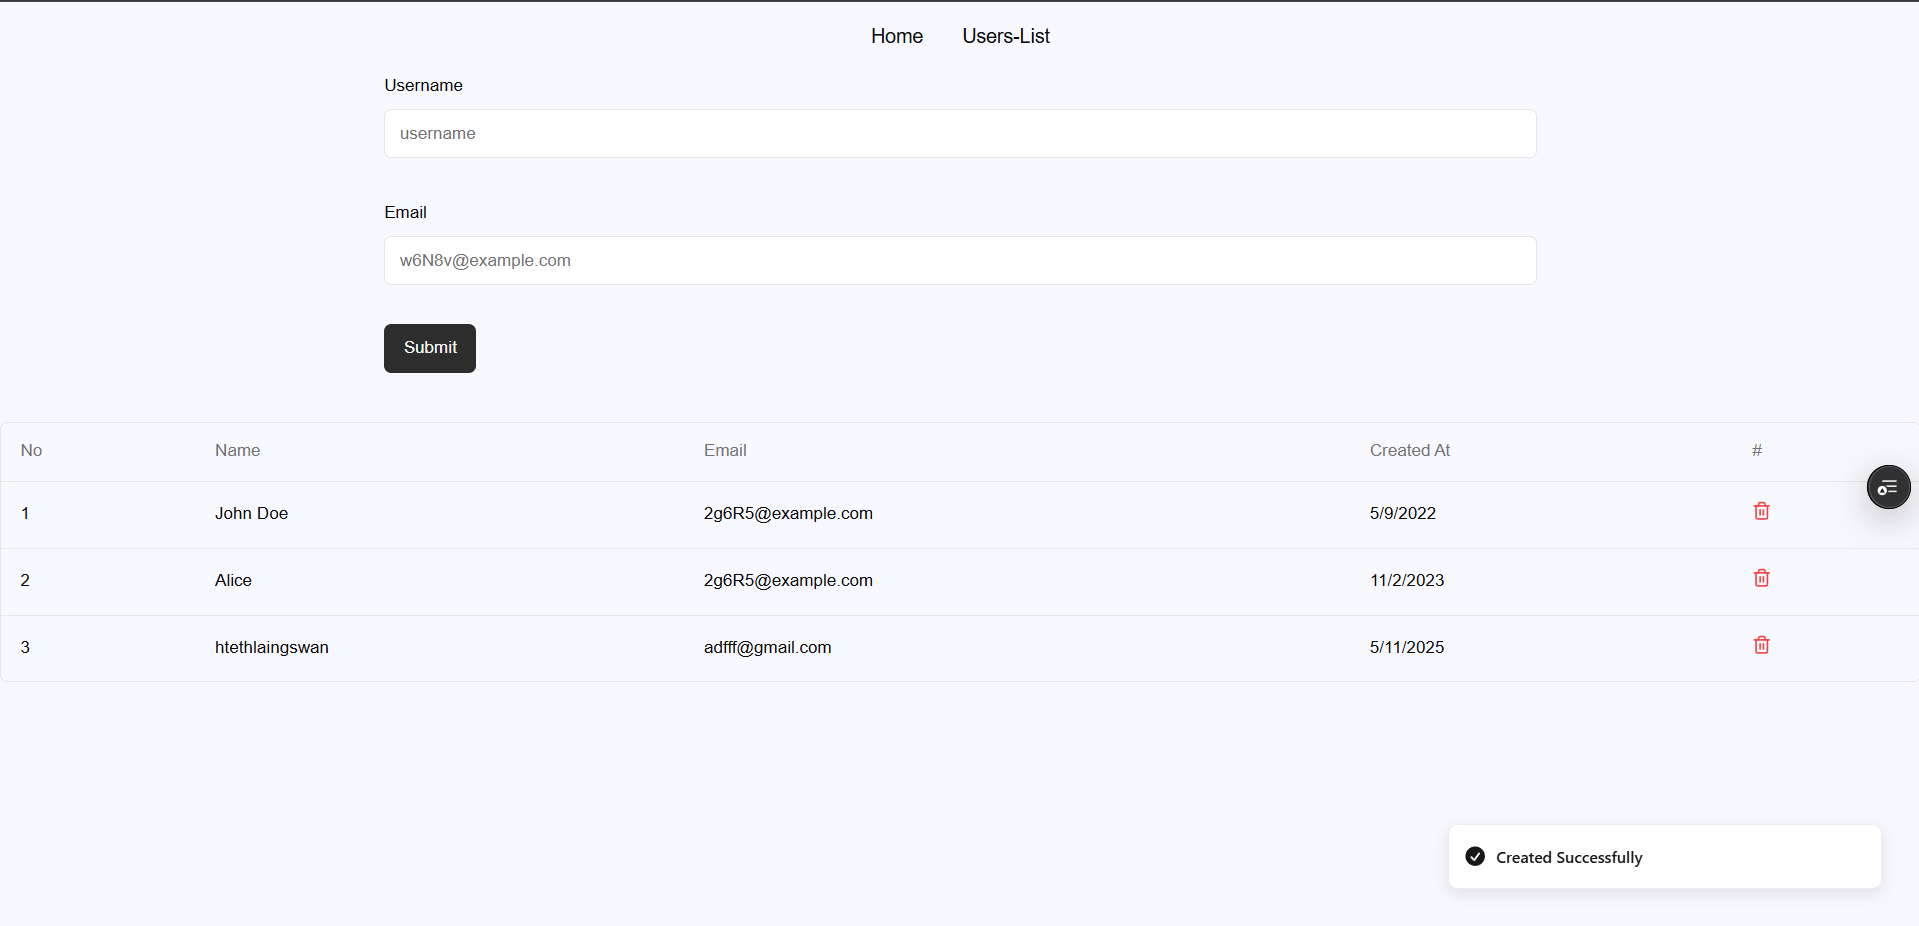 Home Users-List
Username
username
Email
w6N8v@example.com
Submit
No Name Email Created At #
1 John Doe 2g6R5@example.com 5/9/2022
2 Alice 2g6R5@example.com 11/2/2023
3 htethlaingswan adfff@gmail.com 5/11/2025
Created Successfully